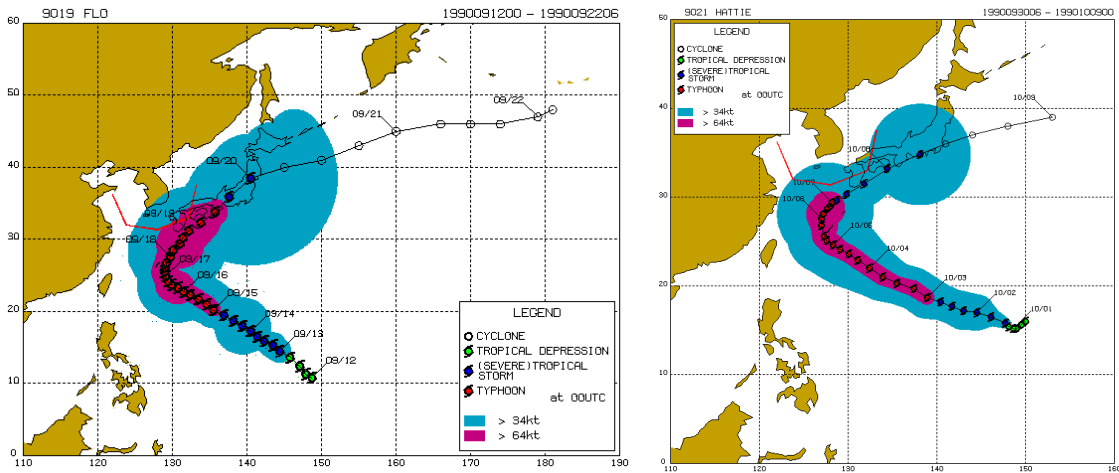 9019 FLO 1990091200 - 1990092206
60
50
40
30
20
10
0
110 120 130 140 150 160 170 180 190
09/22
09/21
09/20
09/19
09/18
09/17
09/16
09/15
09/14
09/13
09/12
LEGEND
CYCLONE
TROPICAL DEPRESSION
(SEVERE)TROPICAL
STORM
TYPHOON
at 00UTC
> 34kt
> 64kt
9021 HATTIE 1990093006 - 1990100900
50
40
30
20
10
0
110 120 130 140 150 160
LEGEND
CYCLONE
TROPICAL DEPRESSION
(SEVERE)TROPICAL
STORM
TYPHOON
at 00UTC
> 34kt
> 64kt
10/09
10/08
10/07
10/06
10/05
10/04
10/03
10/02
10/01